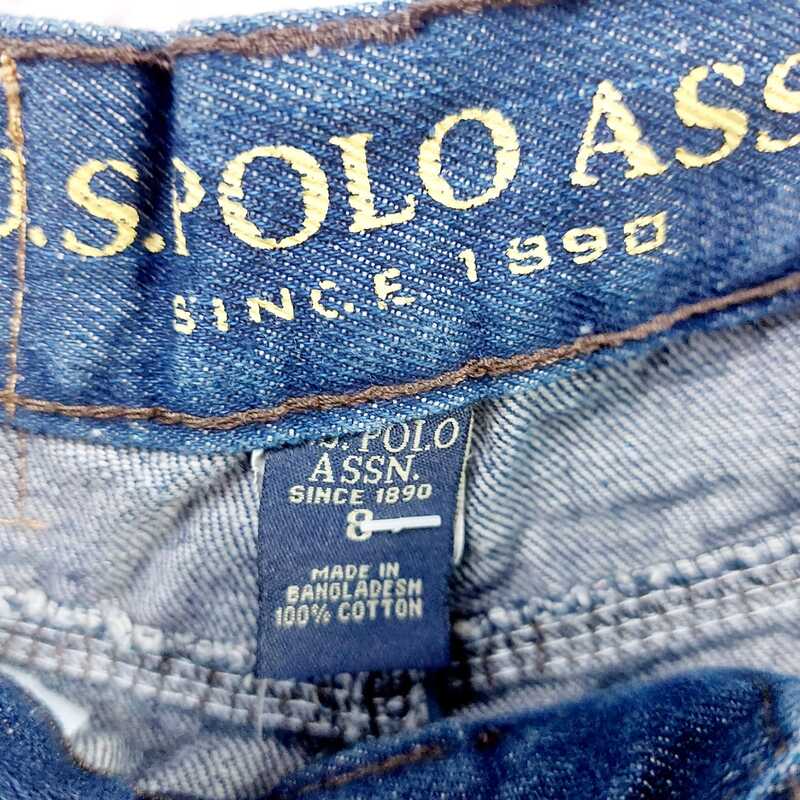 U.S. POLO ASS
SINCE 1890
U.S. POLO
ASSN.
SINCE 1890
8
MADE IN
BANGLADESH
100% COTTON